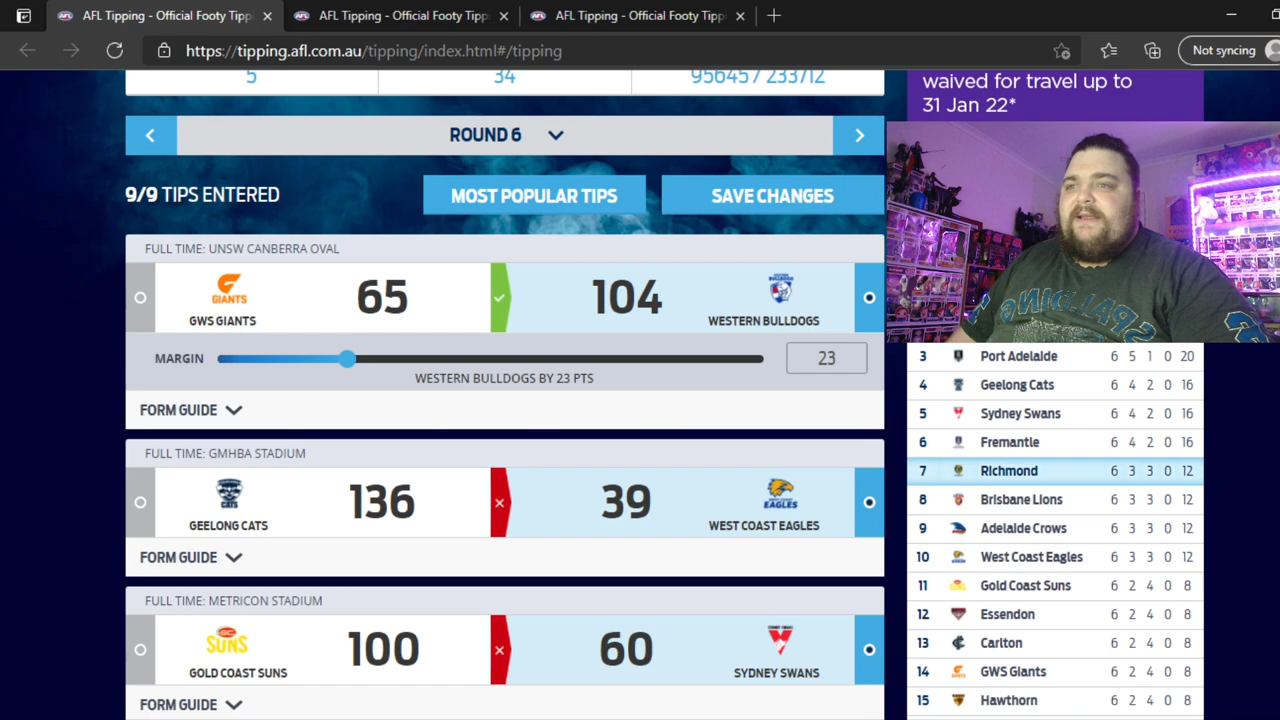 AFL Tipping - Official Footy Tipp
AFL Tipping - Official Footy Tipp
AFL Tipping - Official Footy Tipp
https://tipping.afl.com.au/tipping/index.html#/tipping
Not syncing
5 34 95645 / 233712
waived for travel up to
31 Jan 22*
ROUND 6
9/9 TIPS ENTERED
MOST POPULAR TIPS
SAVE CHANGES
FULL TIME: UNSW CANBERRA OVAL
GIANTS
GWS GIANTS
65
104
WESTERN BULLDOGS
MARGIN
23
WESTERN BULLDOGS BY 23 PTS
FORM GUIDE
FULL TIME: GMHBA STADIUM
CATS
GEELONG CATS
136
39
EAGLES
WEST COAST EAGLES
FORM GUIDE
FULL TIME: METRICON STADIUM
GC
SUNS
GOLD COAST SUNS
100
60
SYDNEY SWANS
FORM GUIDE
SPALDING
3 Port Adelaide 6 5 1 0 20
4 Geelong Cats 6 4 2 0 16
5 Sydney Swans 6 4 2 0 16
6 Fremantle 6 4 2 0 16
7 Richmond 6 3 3 0 12
8 Brisbane Lions 6 3 3 0 12
9 Adelaide Crows 6 3 3 0 12
10 West Coast Eagles 6 3 3 0 12
11 Gold Coast Suns 6 2 4 0 8
12 Essendon 6 2 4 0 8
13 Carlton 6 2 4 0 8
14 GWS Giants 6 2 4 0 8
15 Hawthorn 6 2 4 0 8